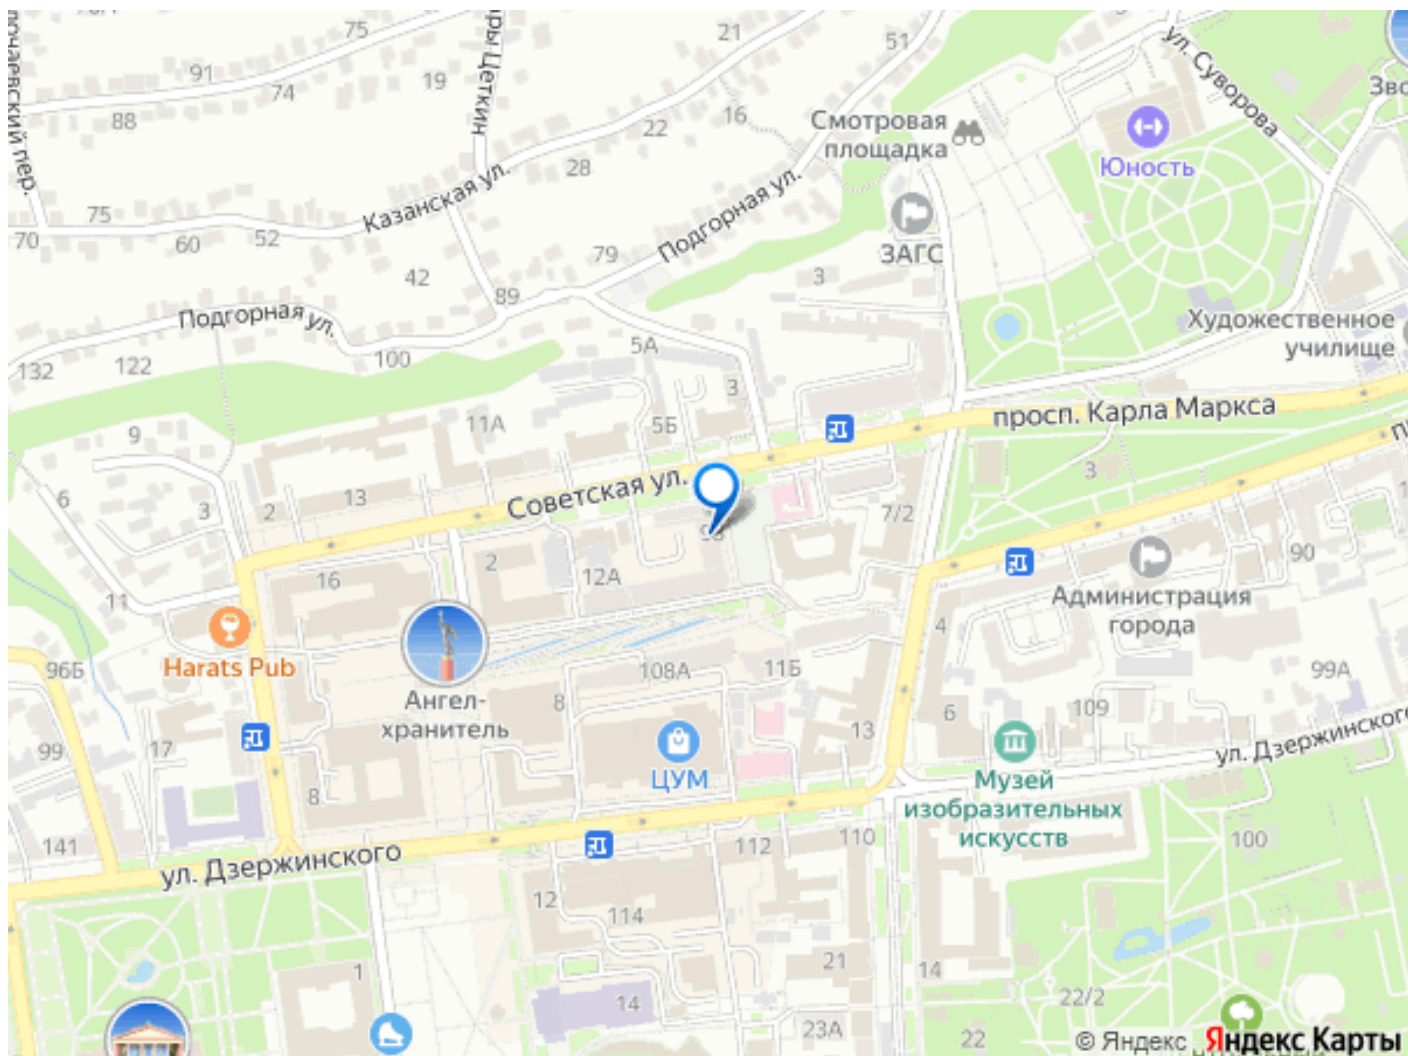 75
21
51
ул. Суворова
91
74
19
88
22
16
Смотровая
площадка
Юность
28
Казанская ул.
Подгорная ул.
75
70
60
52
42
79
89
3
ЗАГС
Подгорная ул.
Художественное
училище
132
122
100
5А
3
просп. Карла Маркса
9
11А
5Б
3
6
3
2
13
Советская ул.
7/2
90
16
2
12А
11
Администрация
города
4
Harats Pub
96Б
108А
11Б
99А
Ангел-
хранитель
8
6
109
13
99
17
ул. Дзержинского
ЦУМ
Музей
изобразительных
искусств
8
141
ул. Дзержинского
112
110
100
12
114
1
21
14
14
22/2
23А
22
© Яндекс
Яндекс Карты